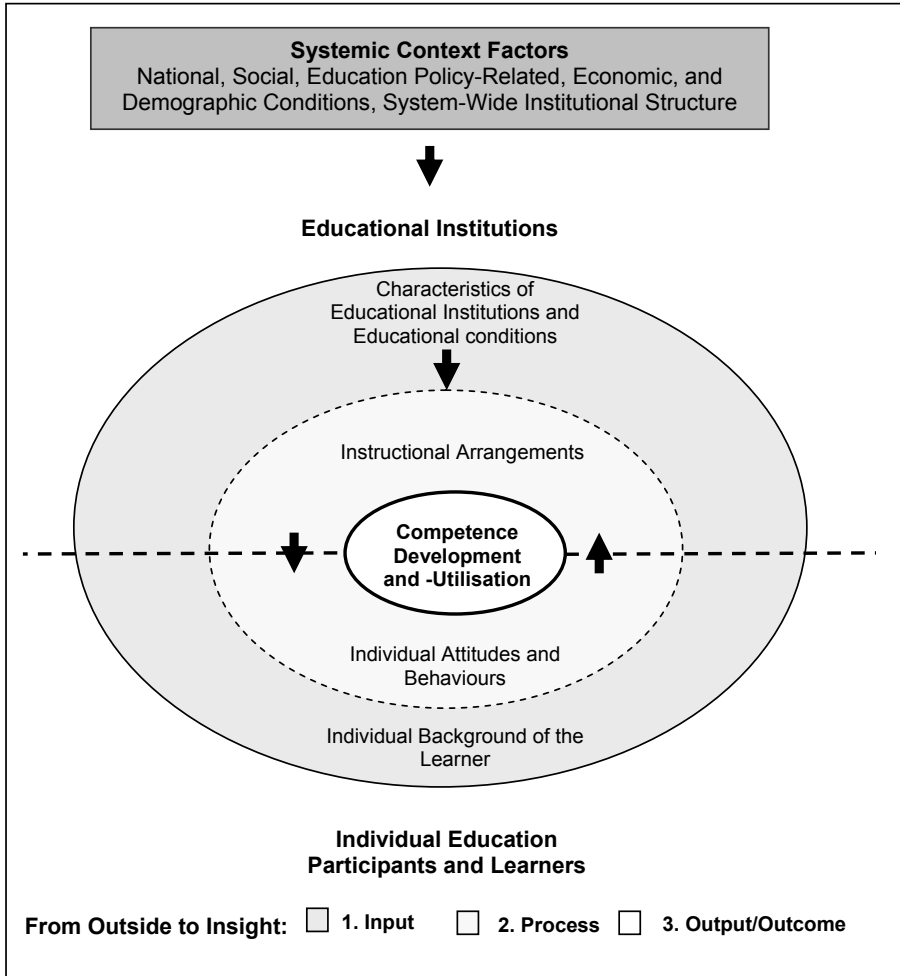 Systemic Context Factors
National, Social, Education Policy-Related, Economic, and
Demographic Conditions, System-Wide Institutional Structure
Educational Institutions
Characteristics of
Educational Institutions and
Educational conditions
Instructional Arrangements
Competence
Development
and -Utilisation
Individual Attitudes and
Behaviours
Individual Background of the
Learner
Individual Education
Participants and Learners
From Outside to Insight: 1. Input 2. Process 3. Output/Outcome